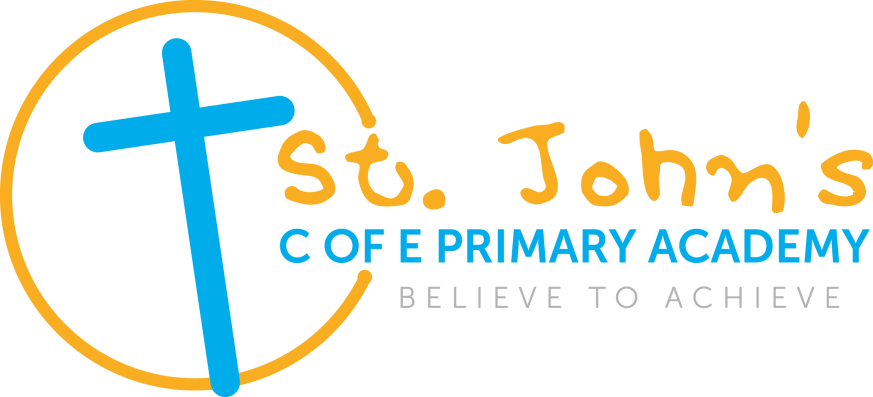 St. John's
C OF E PRIMARY ACADEMY
BELIEVE TO ACHIEVE